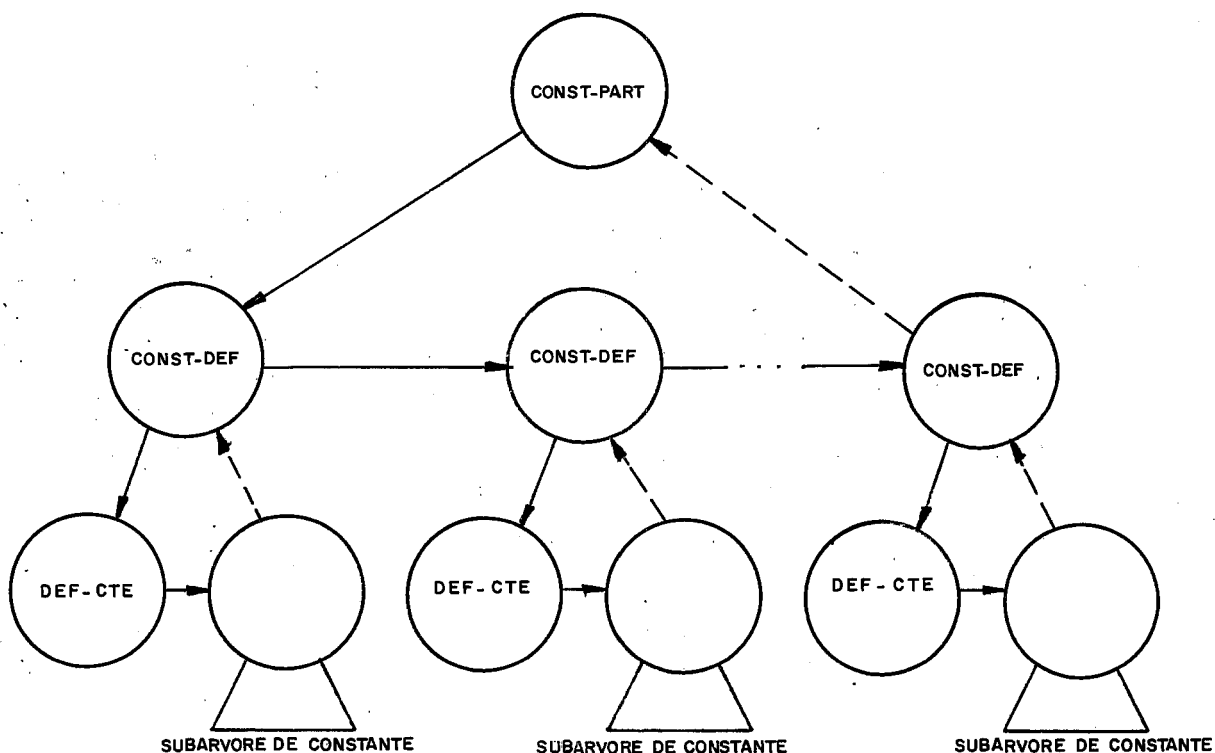 CONST-PART
CONST-DEF
CONST-DEF
. . .
CONST-DEF
DEF-CTE
DEF-CTE
DEF-CTE
SUBARVORE DE CONSTANTE
SUBARVORE DE CONSTANTE
SUBARVORE DE CONSTANTE